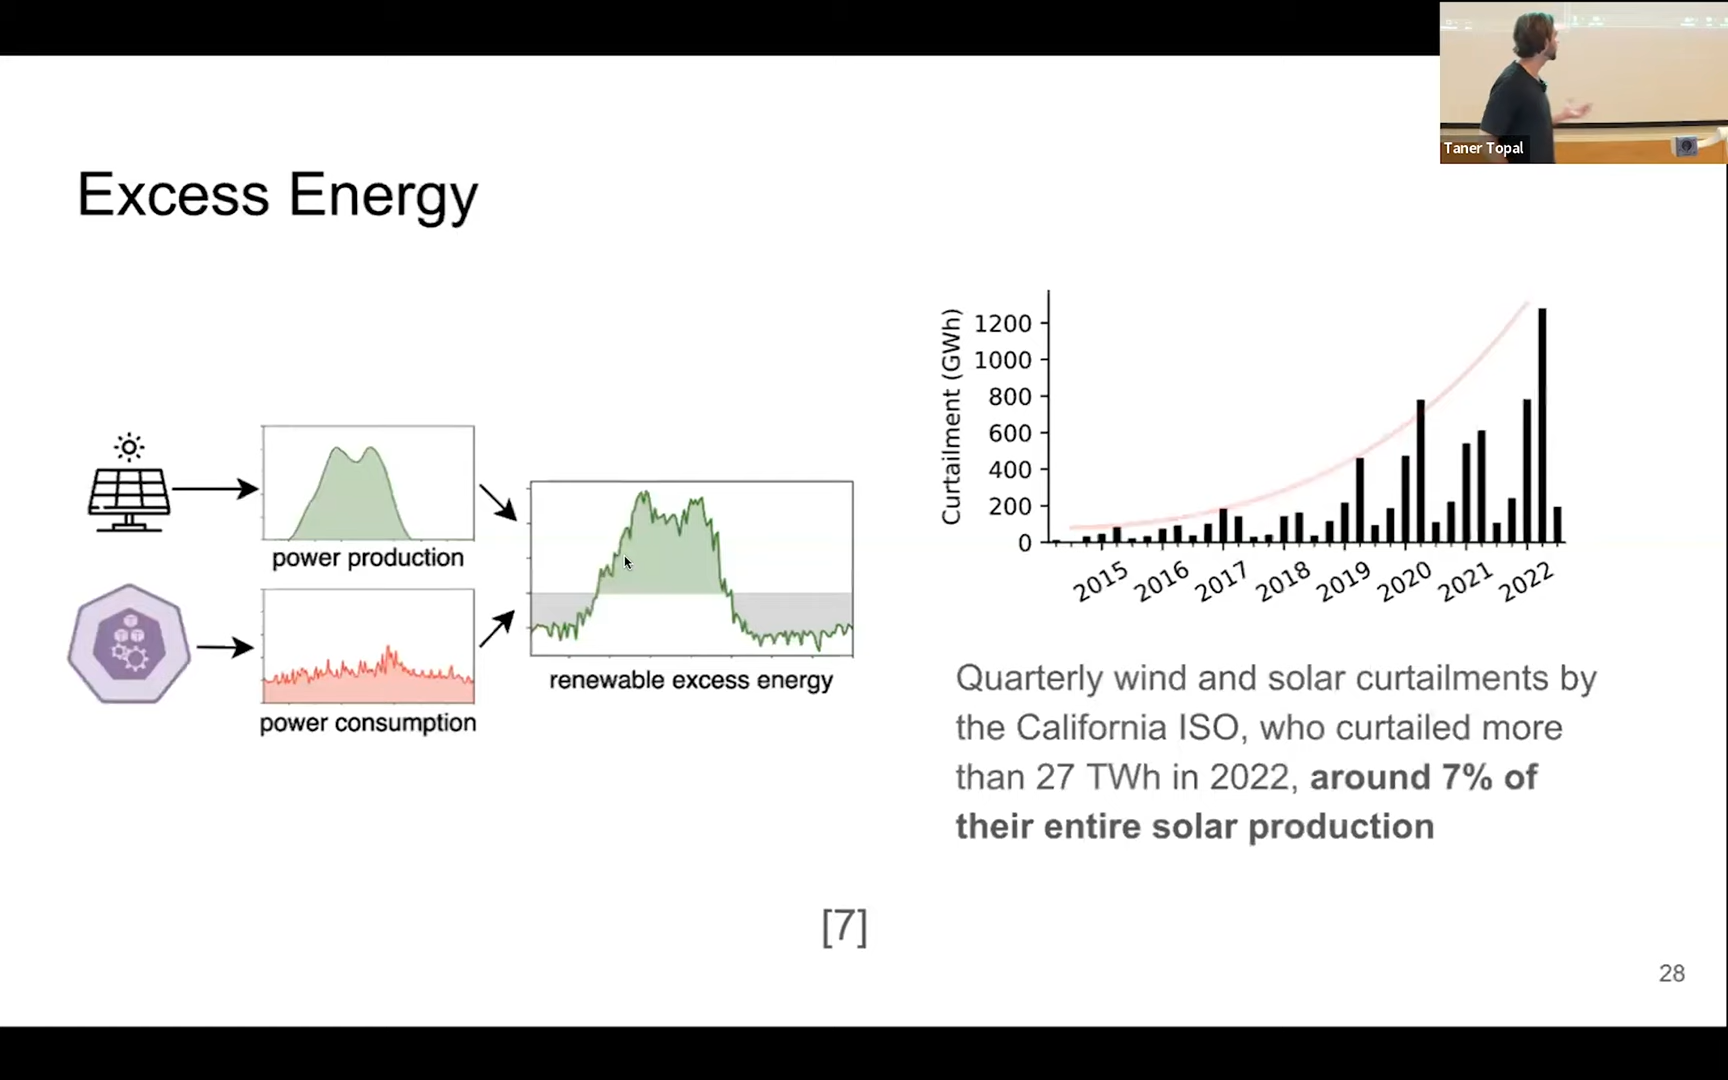 Taner Topal
Excess Energy
power production
power consumption
renewable excess energy
Curtailment (GWh)
1200
1000
800
600
400
200
0
2015
2016
2017
2018
2019
2020
2021
2022
Quarterly wind and solar curtailments by
the California ISO, who curtailed more
than 27 TWh in 2022, around 7% of
their entire solar production
[7]
28